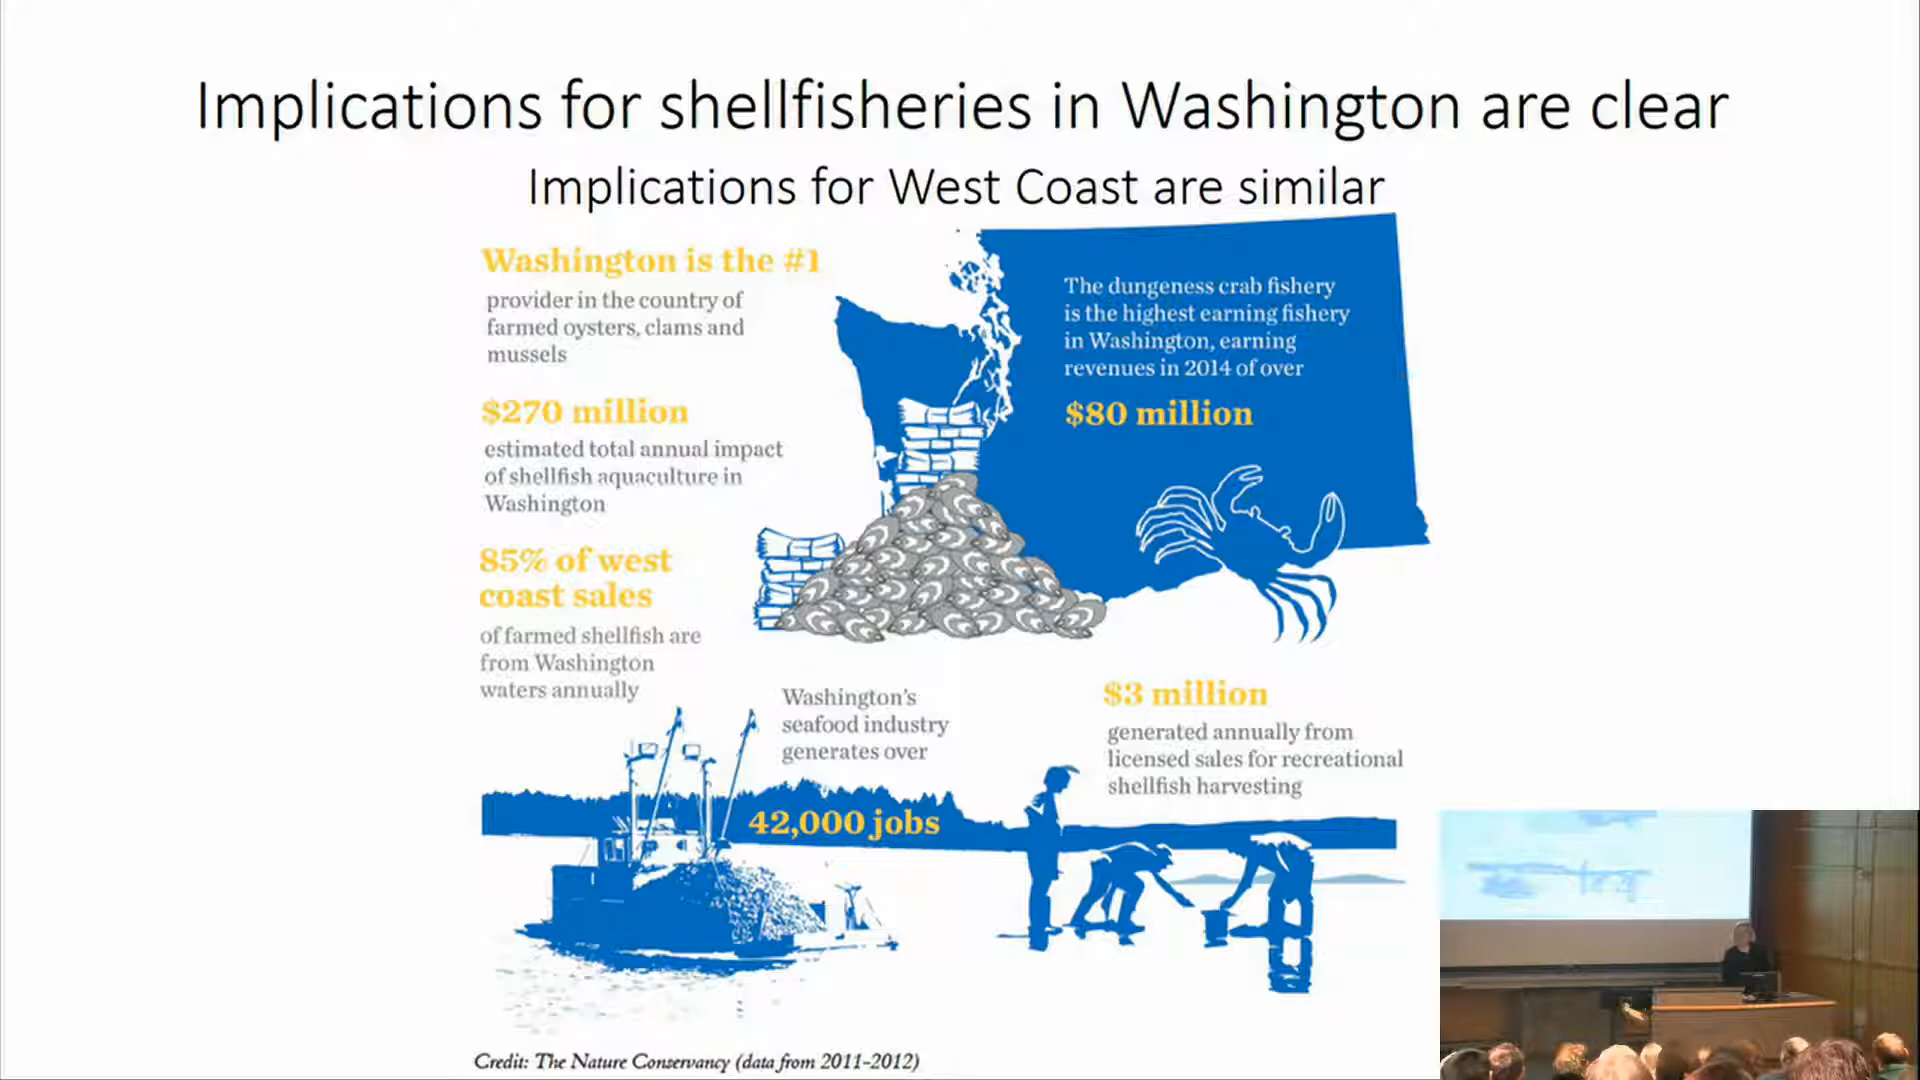 Implications for shellfisheries in Washington are clear
Implications for West Coast are similar
Washington is the #1
provider in the country of
farmed oysters, clams and
mussels
$270 million
estimated total annual impact
of shellfish aquaculture in
Washington
85% of west
coast sales
of farmed shellfish are
from Washington
waters annually
The dungeness crab fishery
is the highest earning fishery
in Washington, earning
revenues in 2014 of over
$80 million
Washington's
seafood industry
generates over
42,000 jobs
$3 million
generated annually from
licensed sales for recreational
shellfish harvesting
Credit: The Nature Conservancy (data from 2011-2012)